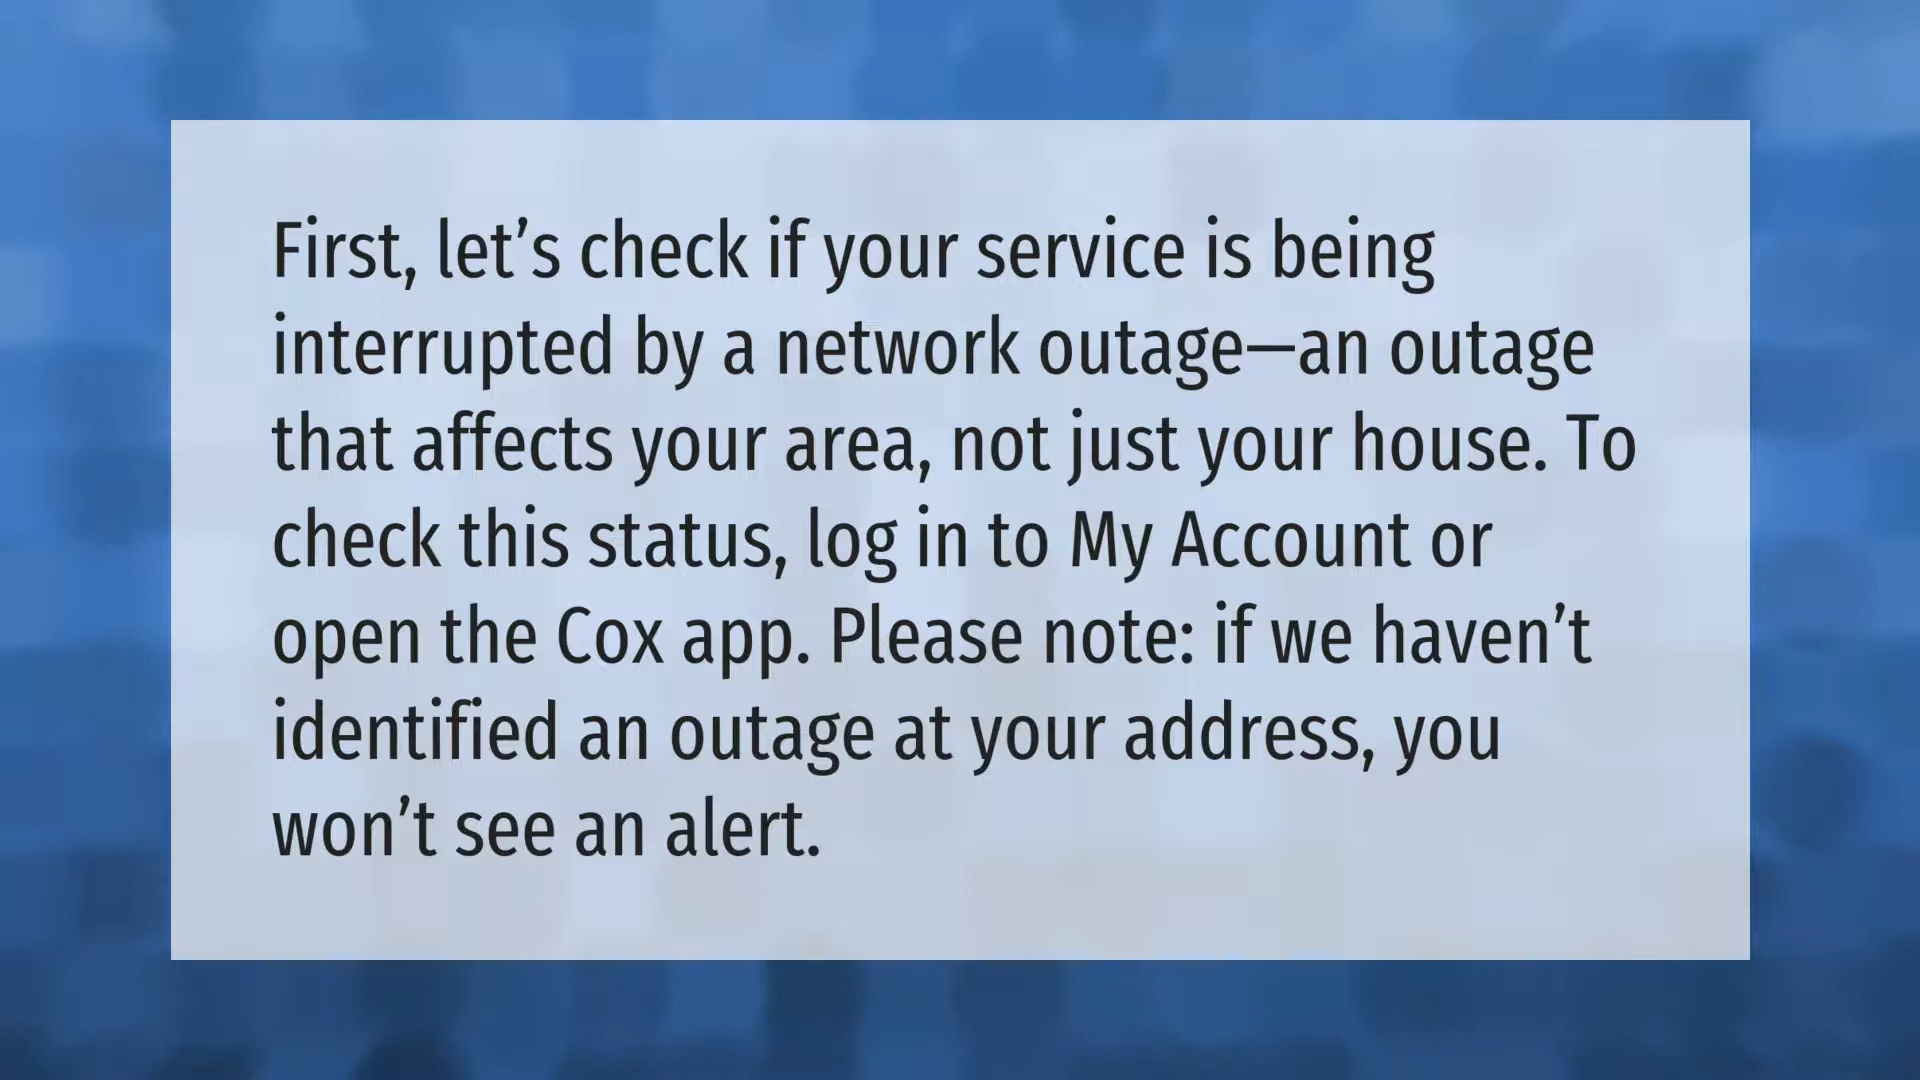 First, let’s check if your service is being
interrupted by a network outage—an outage
that affects your area, not just your house. To
check this status, log in to My Account or
open the Cox app. Please note: if we haven’t
identified an outage at your address, you
won’t see an alert.